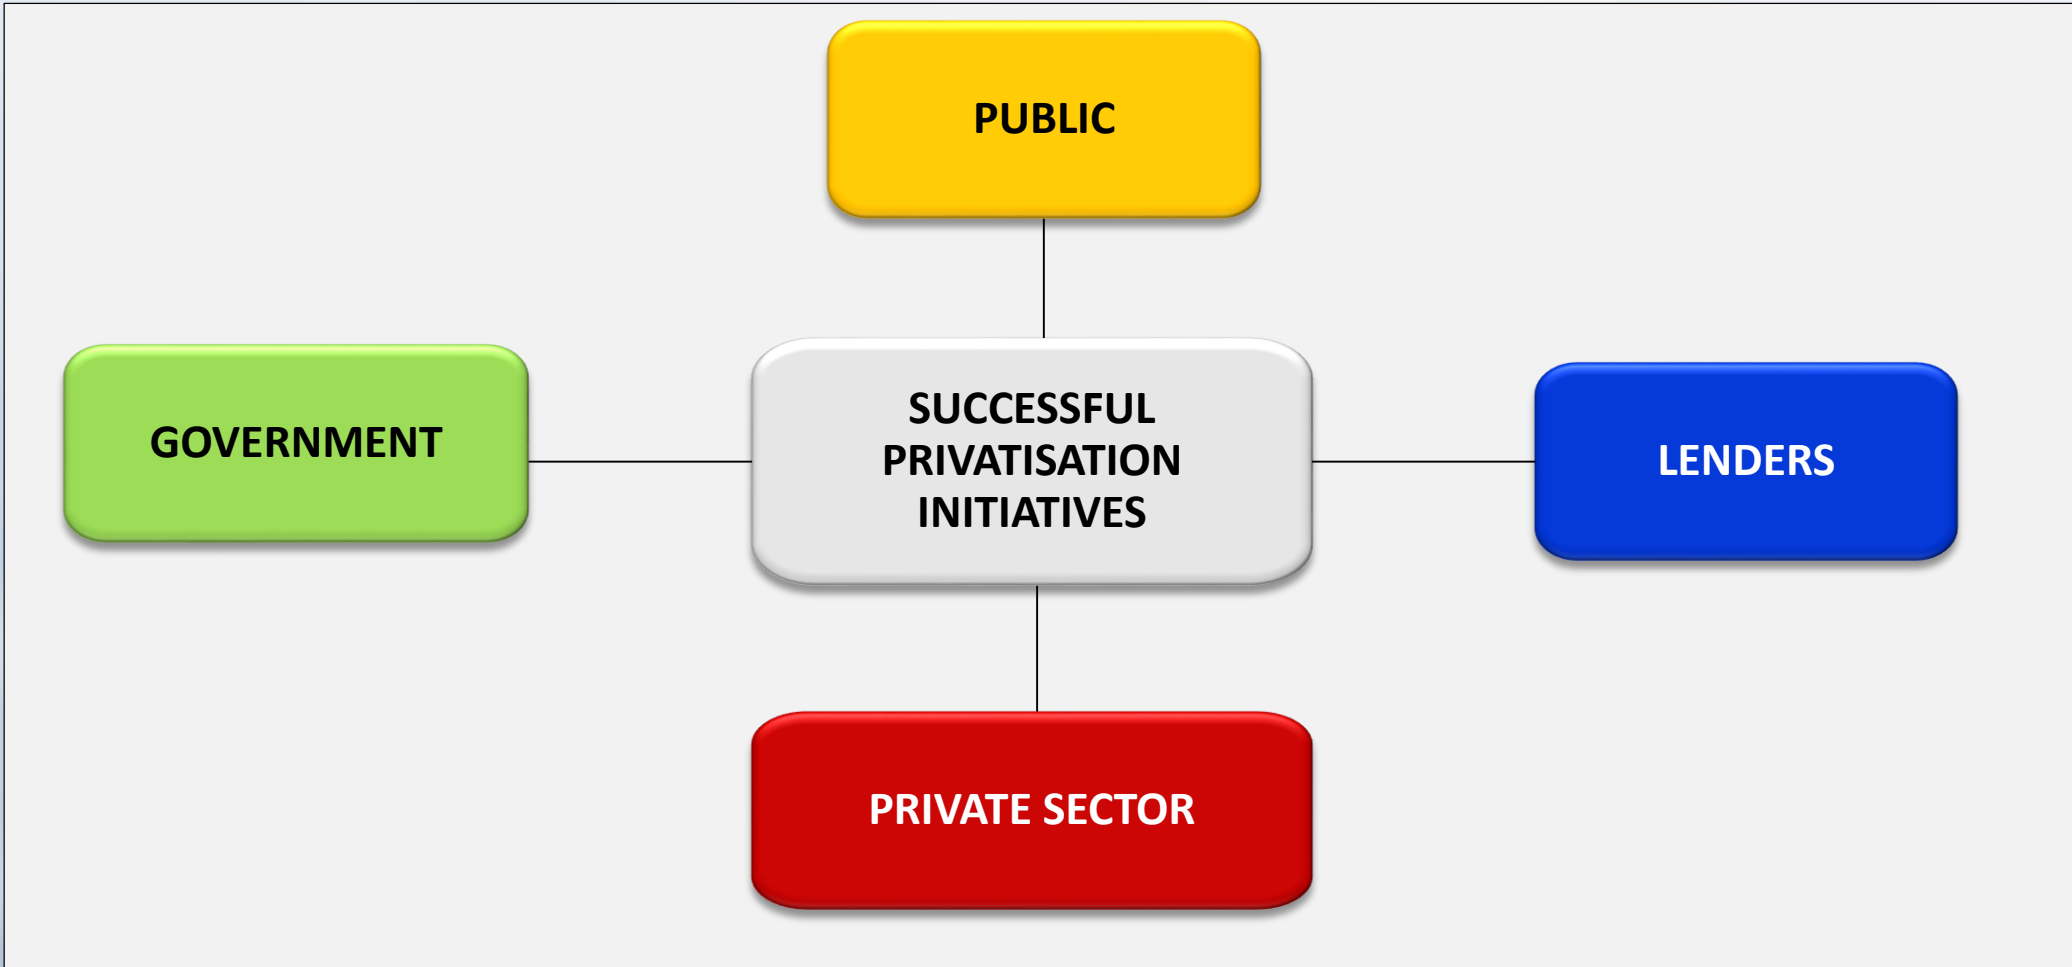 PUBLIC
GOVERNMENT
SUCCESSFUL
PRIVATISATION
INITIATIVES
LENDERS
PRIVATE SECTOR